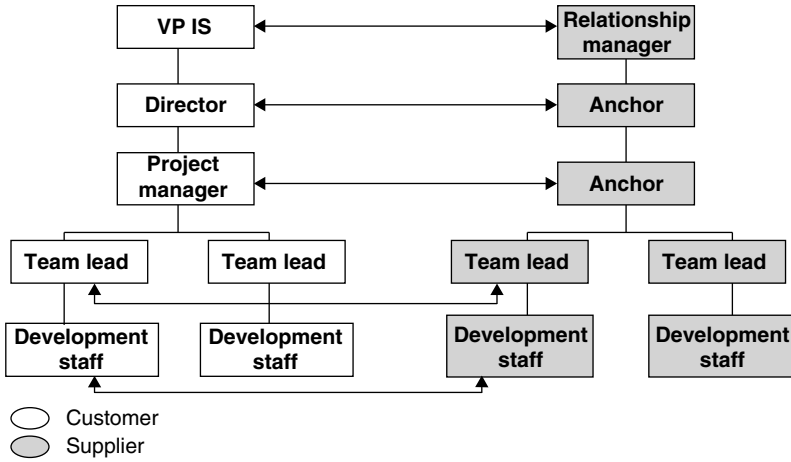 VP IS
Relationship
manager
Director
Anchor
Project
manager
Anchor
Team lead
Team lead
Team lead
Team lead
Development
staff
Development
staff
Development
staff
Development
staff
Customer
Supplier